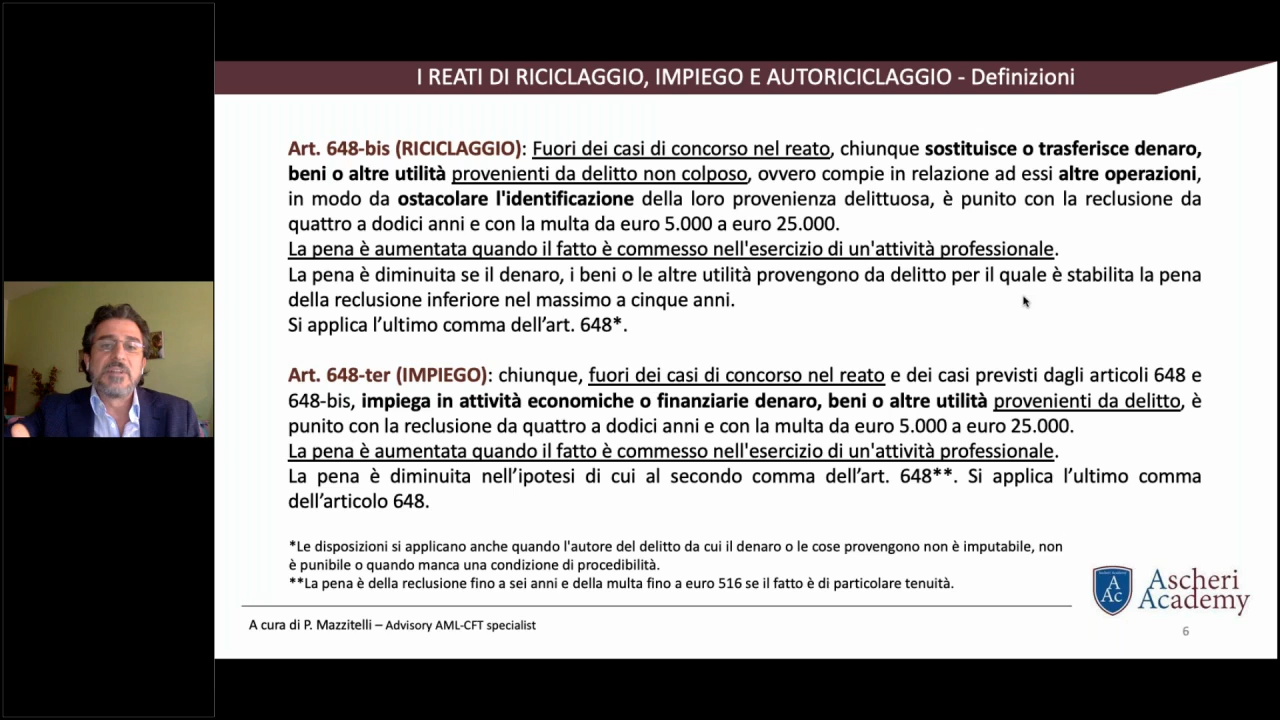 I REATI DI RICICLAGGIO, IMPIEGO E AUTORICICLAGGIO - Definizioni
Art. 648-bis (RICICLAGGIO): Fuori dei casi di concorso nel reato, chiunque sostituisce o trasferisce denaro,
beni o altre utilità provenienti da delitto non colposo, ovvero compie in relazione ad essi altre operazioni,
in modo da ostacolare l'identificazione della loro provenienza delittuosa, è punito con la reclusione da
quattro a dodici anni e con la multa da euro 5.000 a euro 25.000.
La pena è aumentata quando il fatto è commesso nell'esercizio di un'attività professionale.
La pena è diminuita se il denaro, i beni o le altre utilità provengono da delitto per il quale è stabilita la pena
della reclusione inferiore nel massimo a cinque anni.
Si applica l’ultimo comma dell’art. 648*.
Art. 648-ter (IMPIEGO): chiunque, fuori dei casi di concorso nel reato e dei casi previsti dagli articoli 648 e
648-bis, impiega in attività economiche o finanziarie denaro, beni o altre utilità provenienti da delitto, è
punito con la reclusione da quattro a dodici anni e con la multa da euro 5.000 a euro 25.000.
La pena è aumentata quando il fatto è commesso nell'esercizio di un'attività professionale.
La pena è diminuita nell’ipotesi di cui al secondo comma dell’art. 648**. Si applica l’ultimo comma
dell’articolo 648.
*Le disposizioni si applicano anche quando l'autore del delitto da cui il denaro o le cose provengono non è imputabile, non
è punibile o quando manca una condizione di procedibilità.
**La pena è della reclusione fino a sei anni e della multa fino a euro 516 se il fatto è di particolare tenuità.
A cura di P. Mazzitelli – Advisory AML-CFT specialist
A
Ac
Ascheri
Academy
6